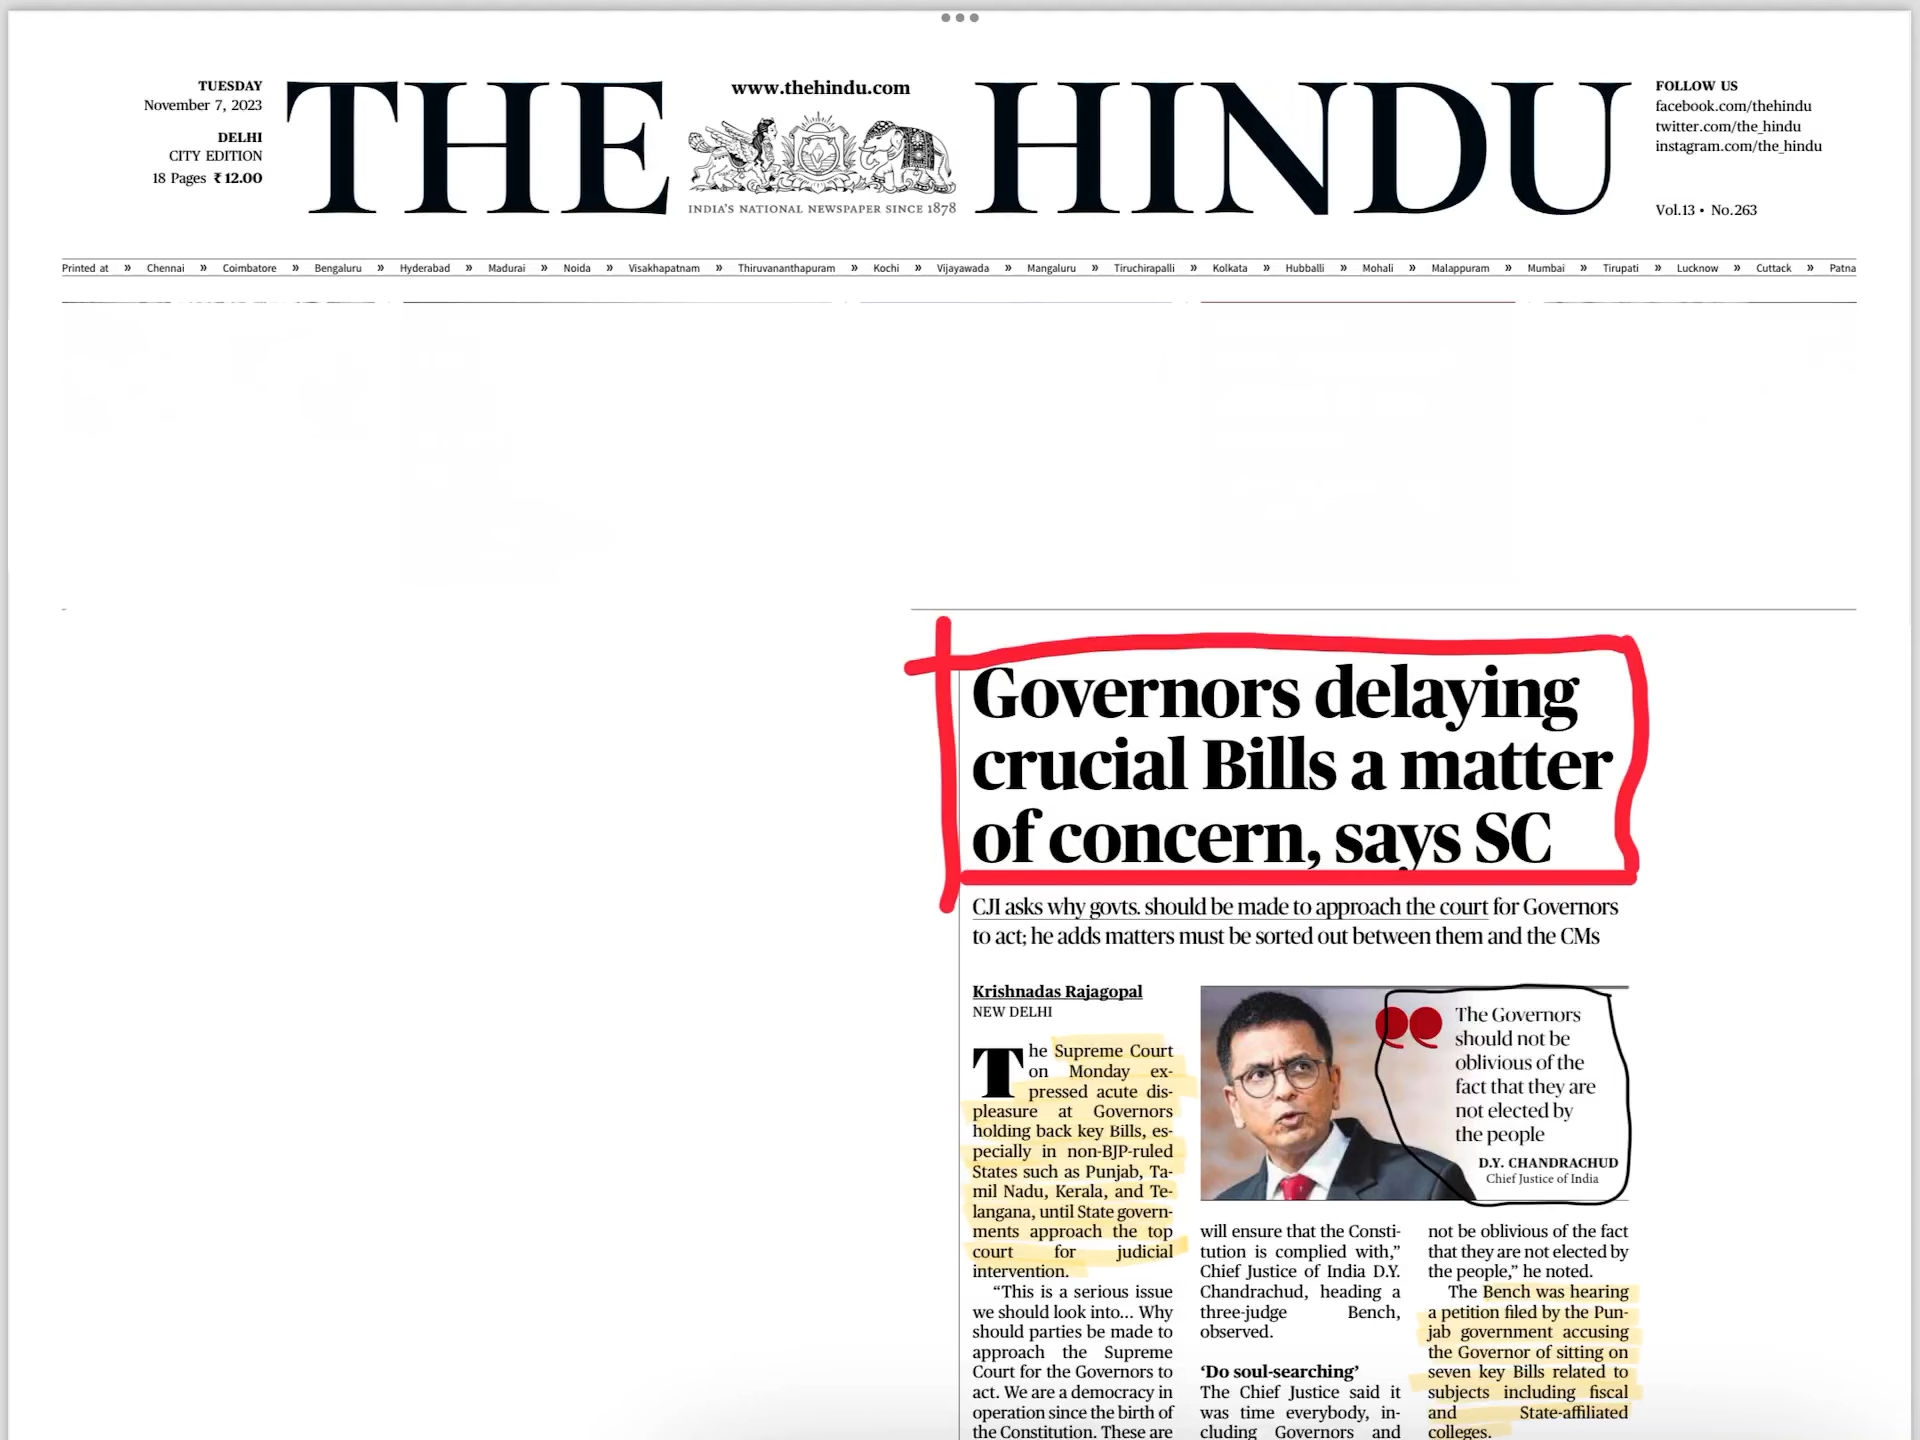 TUESDAY
November 7, 2023
DELHI
CITY EDITION
18 Pages ₹ 12.00
THE HINDU
www.thehindu.com
INDIA'S NATIONAL NEWSPAPER SINCE 1878
FOLLOW US
facebook.com/thehindu
twitter.com/the_hindu
instagram.com/the_hindu
Vol.13 • No.263
Printed at » Chennai » Coimbatore » Bengaluru » Hyderabad » Madurai » Noida » Visakhapatnam » Thiruvananthapuram » Kochi » Vijayawada » Mangaluru » Tiruchirapalli » Kolkata » Hubballi » Mohali » Malappuram » Mumbai » Tirupati » Lucknow » Cuttack » Patna
Governors delaying
crucial Bills a matter
of concern, says SC
CJI asks why govts. should be made to approach the court for Governors
to act; he adds matters must be sorted out between them and the CMs
Krishnadas Rajagopal
NEW DELHI
The Supreme Court
on Monday ex-
pressed acute dis-
pleasure at Governors
holding back key Bills, es-
pecially in non-BJP-ruled
States such as Punjab, Ta-
mil Nadu, Kerala, and Te-
langana, until State govern-
ments approach the top
court for judicial
intervention.
“This is a serious issue
we should look into... Why
should parties be made to
approach the Supreme
Court for the Governors to
act. We are a democracy in
operation since the birth of
the Constitution. These are
The Governors
should not be
oblivious of the
fact that they are
not elected by
the people
D.Y. CHANDRACHUD
Chief Justice of India
will ensure that the Consti-
tution is complied with,”
Chief Justice of India D.Y.
Chandrachud, heading a
three-judge Bench,
observed.
‘Do soul-searching’
The Chief Justice said it
was time everybody, in-
cluding Governors and
not be oblivious of the fact
that they are not elected by
the people,” he noted.
The Bench was hearing
a petition filed by the Pun-
jab government accusing
the Governor of sitting on
seven key Bills related to
subjects including fiscal
and State-affiliated
colleges.